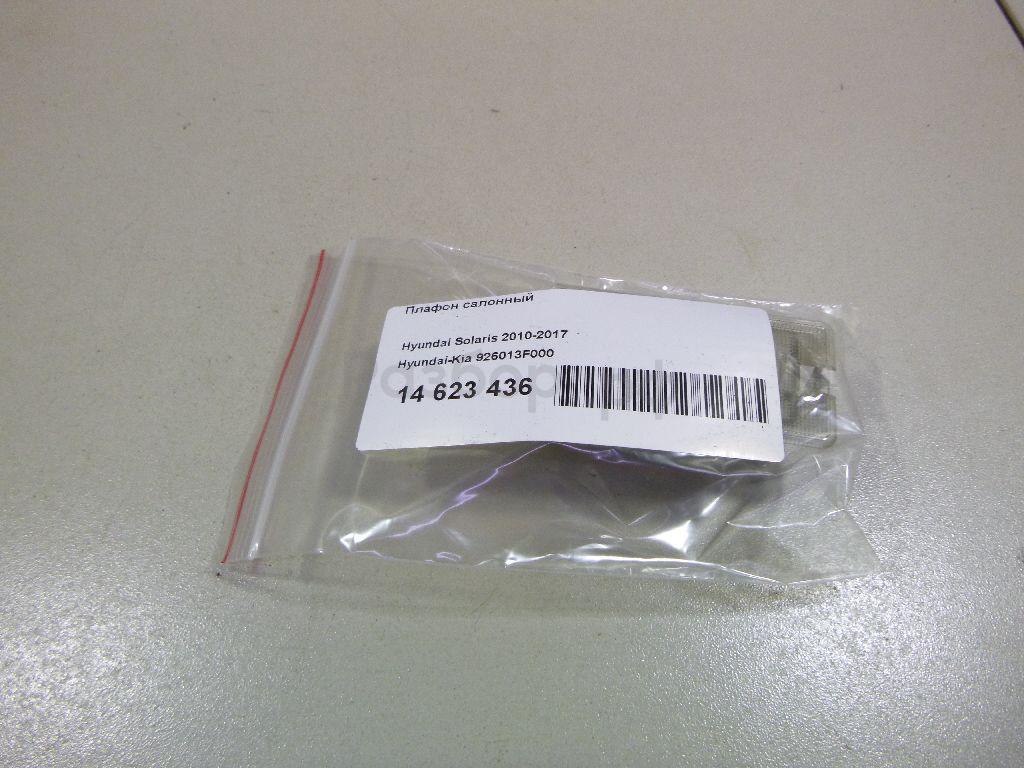 Плафон салонный
Hyundai Solaris 2010-2017
Hyundai-Kia 926013F000
14 623 436